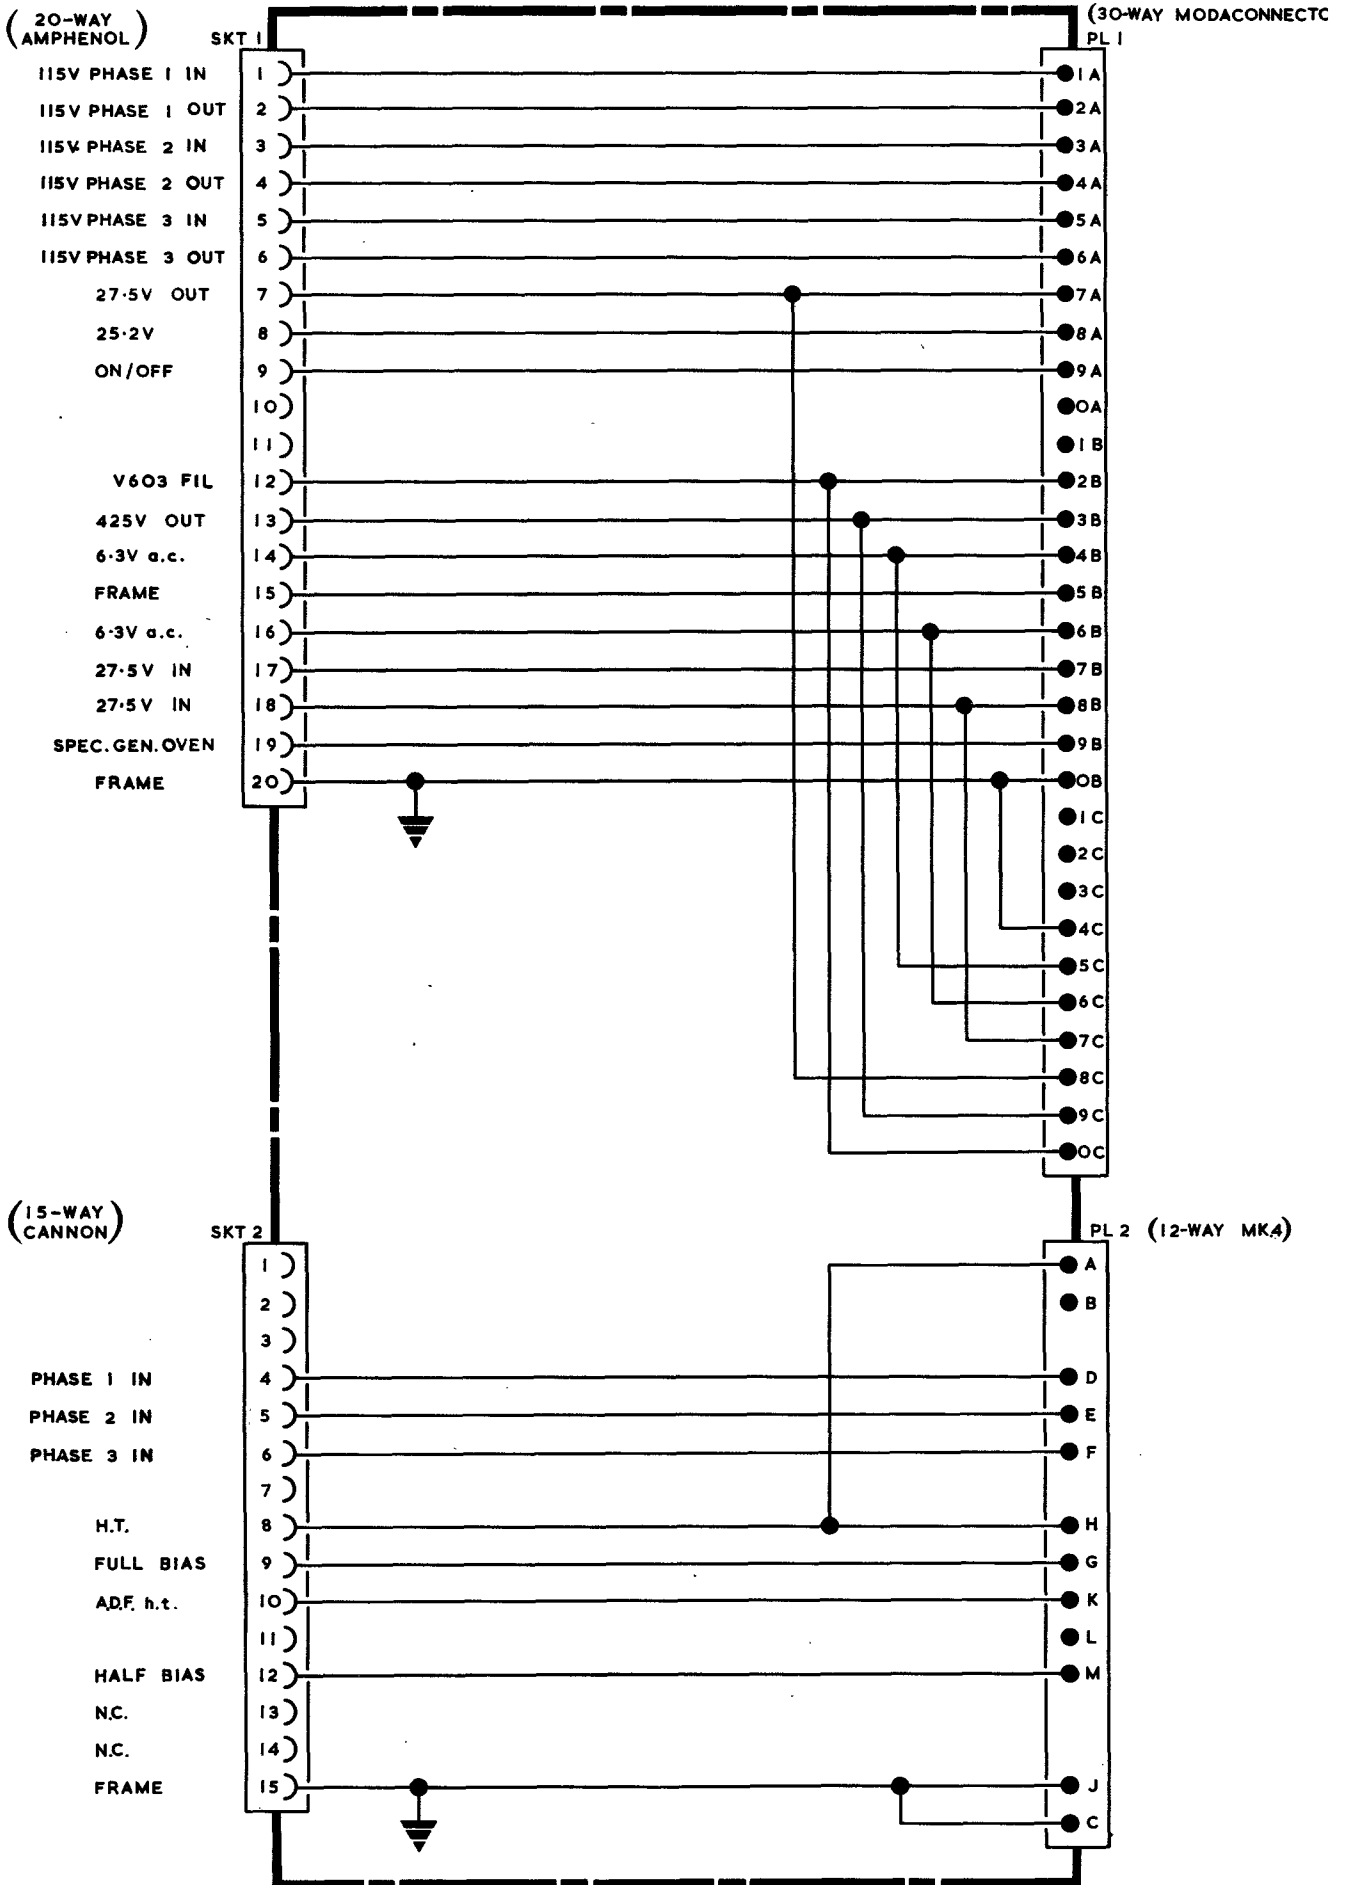 (20-WAY
AMPHENOL)
SKT 1
(30-WAY MODACONNECTO
PL 1
115V PHASE 1 IN 1 1A
115V PHASE 1 OUT 2 2A
115V PHASE 2 IN 3 3A
115V PHASE 2 OUT 4 4A
115V PHASE 3 IN 5 5A
115V PHASE 3 OUT 6 6A
27·5V OUT 7 7A
25·2V 8 8A
ON/OFF 9 9A
10 0A
11 1B
V603 FIL 12 2B
425V OUT 13 3B
6·3V a.c. 14 4B
FRAME 15 5B
6·3V a.c. 16 6B
27·5V IN 17 7B
27·5V IN 18 8B
SPEC.GEN.OVEN 19 9B
FRAME 20 0B
1C
2C
3C
4C
5C
6C
7C
8C
9C
0C
(15-WAY
CANNON)
SKT 2
PL 2 (12-WAY MK4)
1 A
2 B
3
PHASE 1 IN 4 D
PHASE 2 IN 5 E
PHASE 3 IN 6 F
7
H.T. 8 H
FULL BIAS 9 G
A.D.F. h.t. 10 K
11 L
HALF BIAS 12 M
N.C. 13
N.C. 14
FRAME 15 J
C